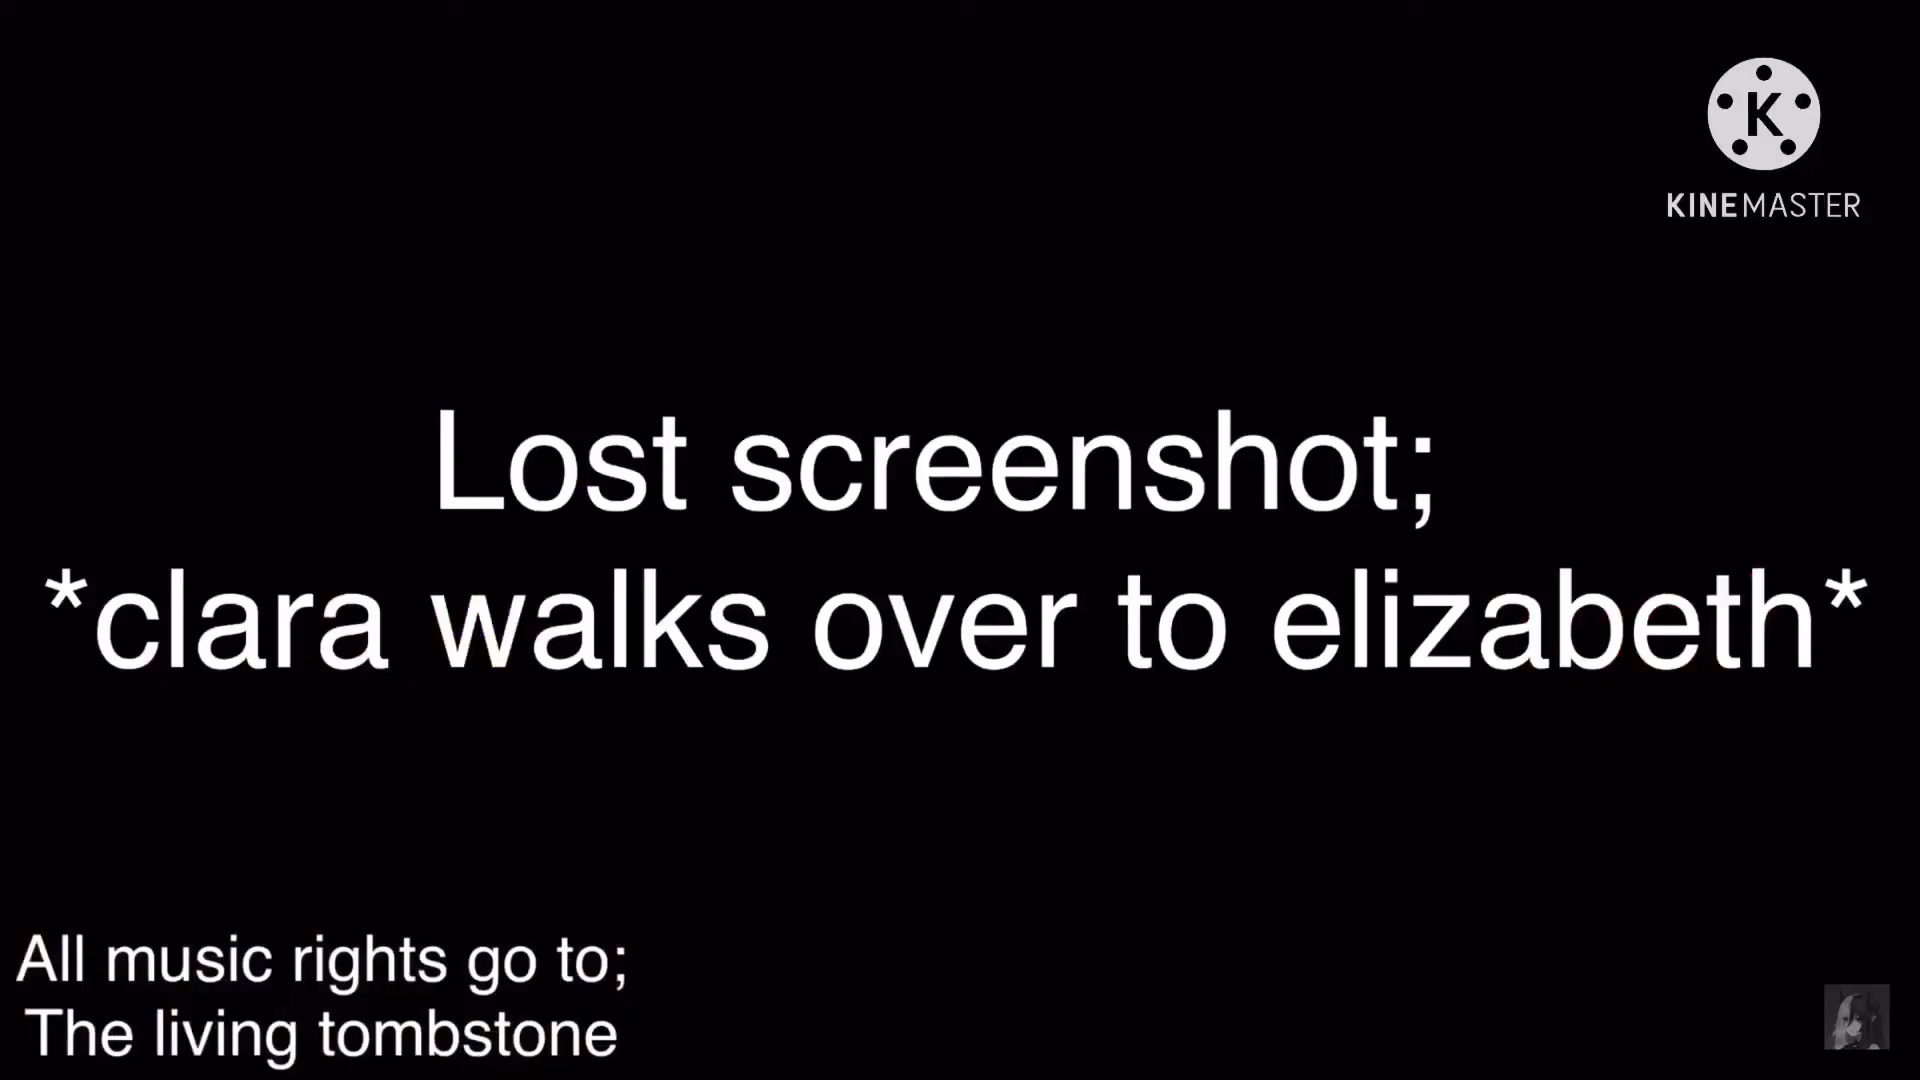 K
KINEMASTER
Lost screenshot;
*clara walks over to elizabeth*
All music rights go to;
The living tombstone